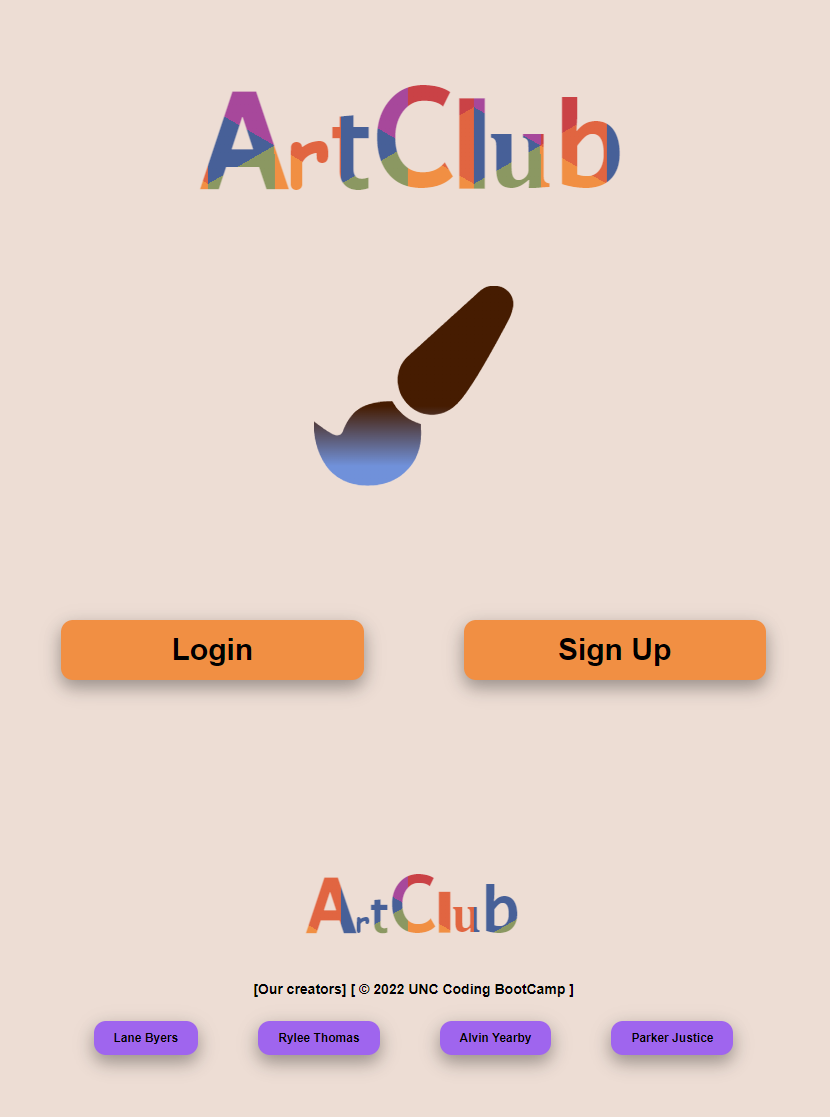 ArtClub
Login Sign Up
ArtClub
[Our creators] [ © 2022 UNC Coding BootCamp ]
Lane Byers Rylee Thomas Alvin Yearby Parker Justice